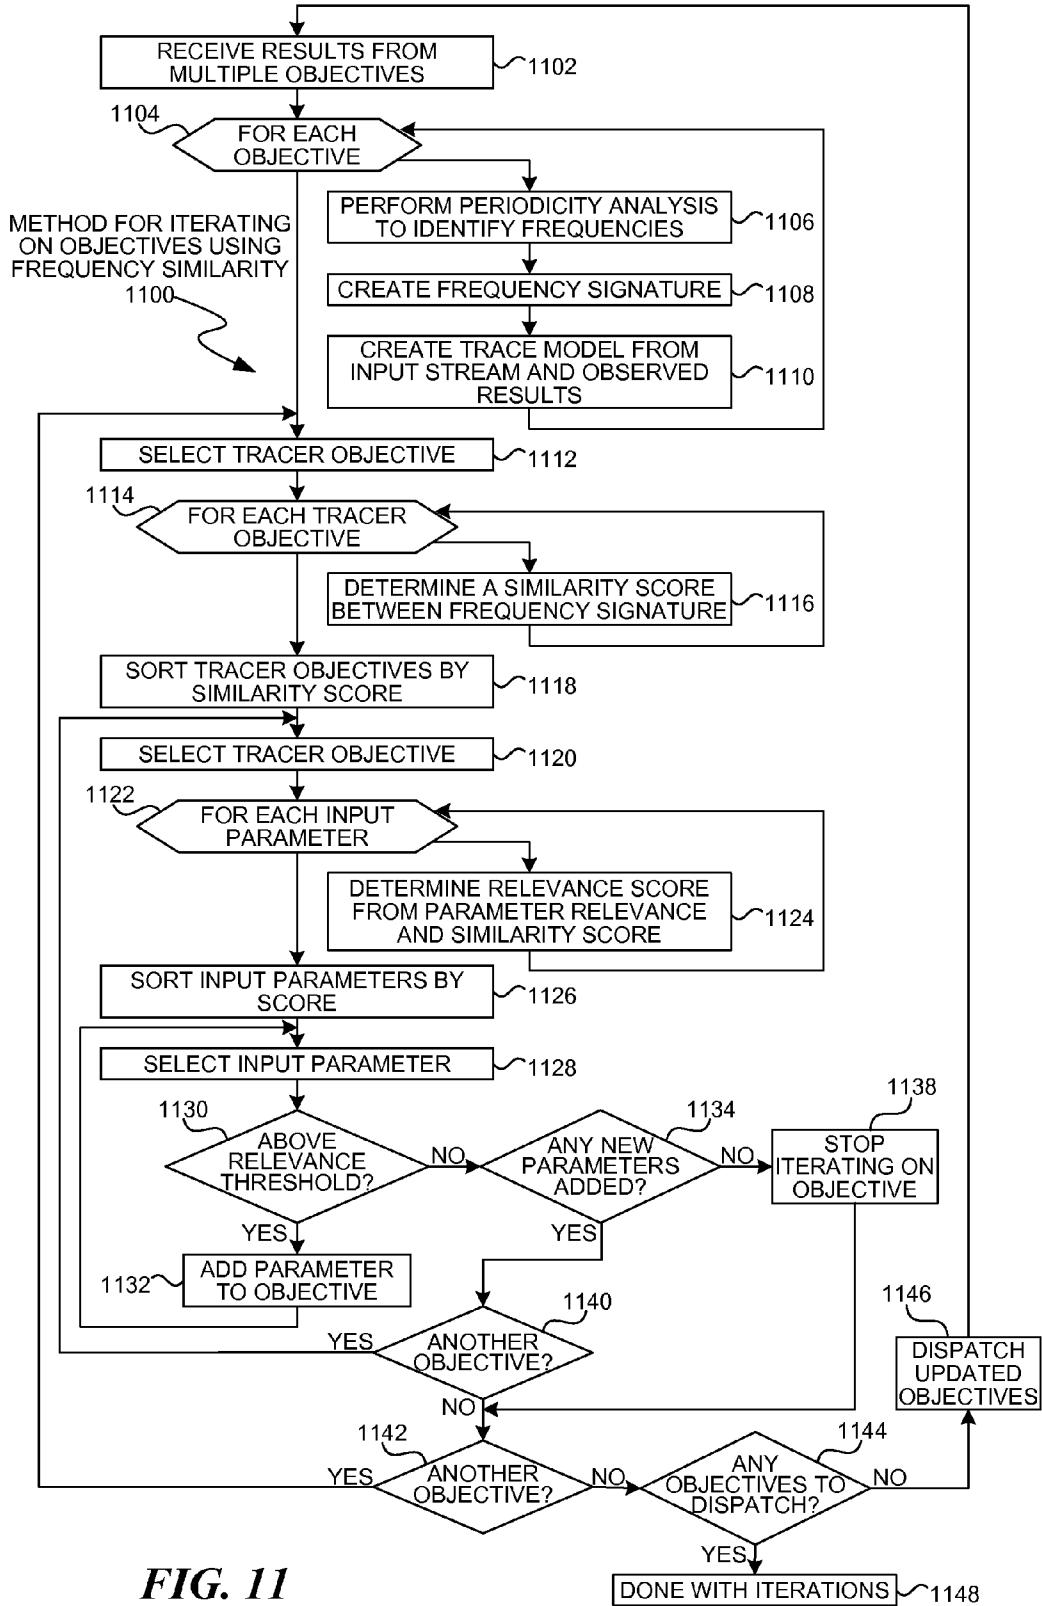 RECEIVE RESULTS FROM
MULTIPLE OBJECTIVES
1102
1104
FOR EACH
OBJECTIVE
PERFORM PERIODICITY ANALYSIS
TO IDENTIFY FREQUENCIES
1106
METHOD FOR ITERATING
ON OBJECTIVES USING
FREQUENCY SIMILARITY
1100
CREATE FREQUENCY SIGNATURE
1108
CREATE TRACE MODEL FROM
INPUT STREAM AND OBSERVED
RESULTS
1110
SELECT TRACER OBJECTIVE
1112
1114
FOR EACH TRACER
OBJECTIVE
DETERMINE A SIMILARITY SCORE
BETWEEN FREQUENCY SIGNATURE
1116
SORT TRACER OBJECTIVES BY
SIMILARITY SCORE
1118
SELECT TRACER OBJECTIVE
1120
1122
FOR EACH INPUT
PARAMETER
DETERMINE RELEVANCE SCORE
FROM PARAMETER RELEVANCE
AND SIMILARITY SCORE
1124
SORT INPUT PARAMETERS BY
SCORE
1126
SELECT INPUT PARAMETER
1128
1130
ABOVE
RELEVANCE
THRESHOLD?
NO
YES
1134
ANY NEW
PARAMETERS
ADDED?
NO
YES
1138
STOP
ITERATING ON
OBJECTIVE
1132
ADD PARAMETER
TO OBJECTIVE
1140
ANOTHER
OBJECTIVE?
YES
NO
1146
DISPATCH
UPDATED
OBJECTIVES
1142
ANOTHER
OBJECTIVE?
YES
NO
1144
ANY
OBJECTIVES TO
DISPATCH?
NO
YES
DONE WITH ITERATIONS
1148
FIG. 11